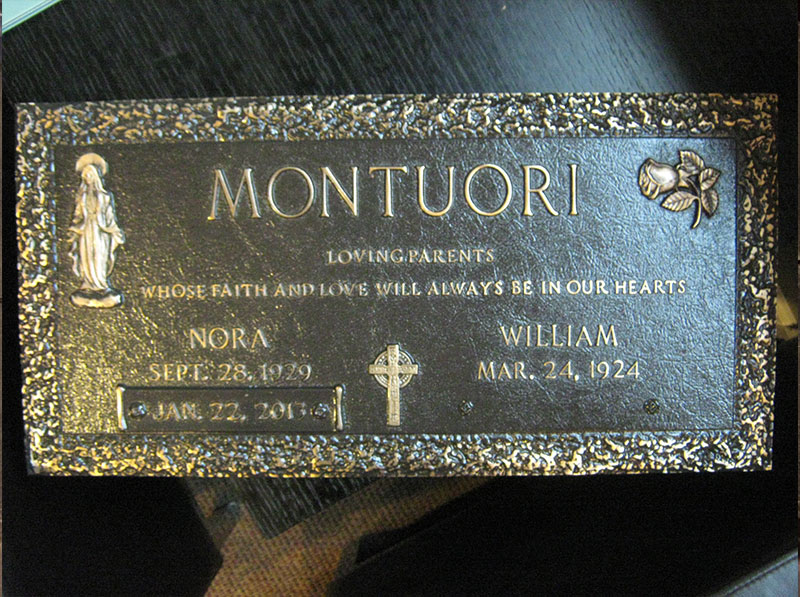 MONTUORI
LOVING PARENTS
WHOSE FAITH AND LOVE WILL ALWAYS BE IN OUR HEARTS
NORA
SEPT. 28, 1929
JAN. 22, 2013
WILLIAM
MAR. 24, 1924